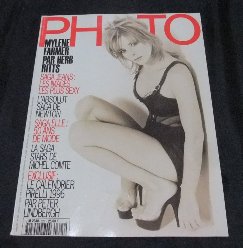 PHOTO
MYLENE
FARMER
PAR HERB
RITTS
SAGA JEANS:
LES IMAGES
LES PLUS SEXY
L'ABSOLUT
SAGA DE
NEWTON
SAGA ELLE:
50 ANS
DE MODE
LA SAGA
STARS DE
MICHEL COMTE
EXCLUSIF:
LE CALENDRIER
PIRELLI 1996
PAR PETER
LINDBERGH